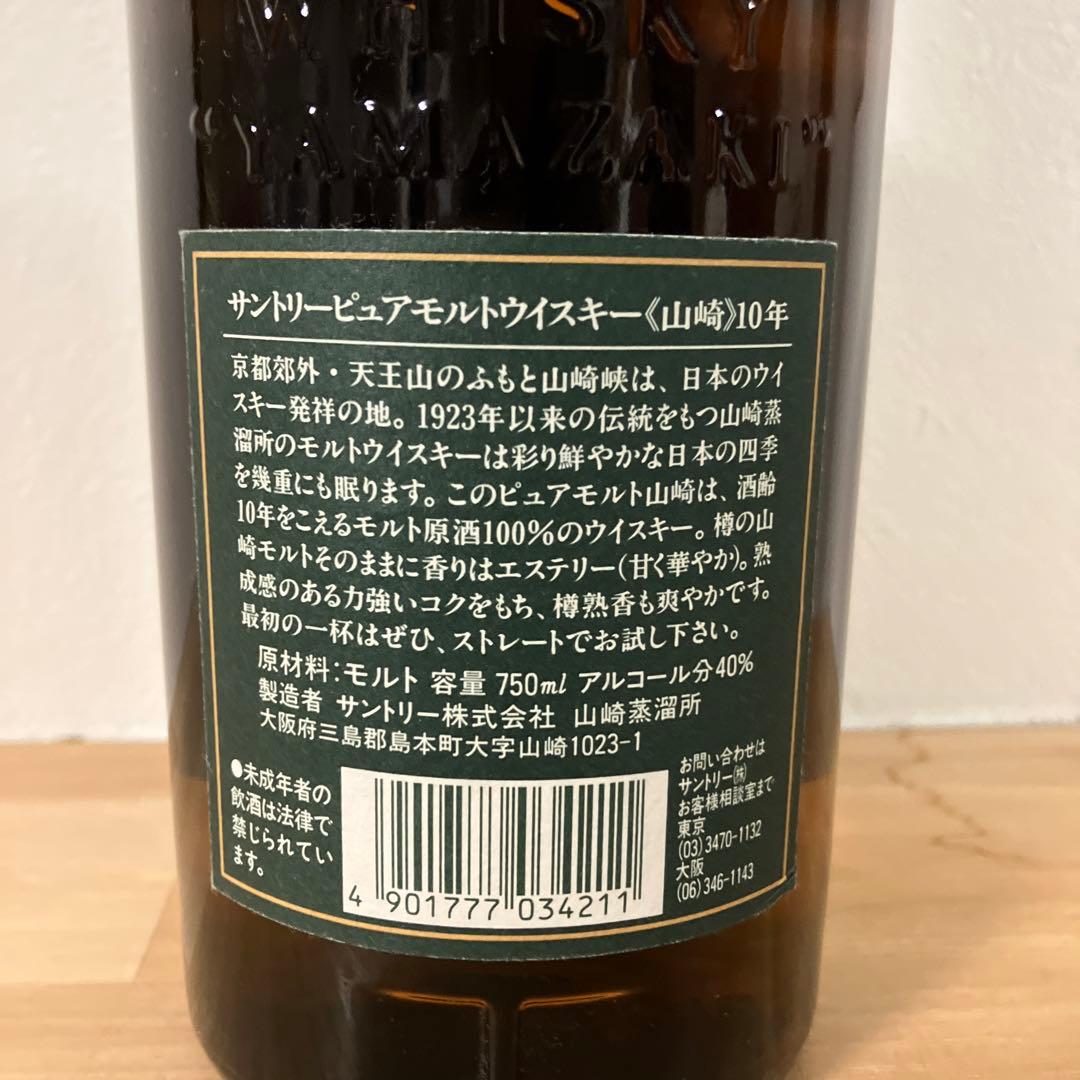 WHISKY
"YAMAZAKI"
サントリーピュアモルトウイスキー《山崎》10年
京都郊外・天王山のふもと山崎峡は、日本のウイ
スキー発祥の地。1923年以来の伝統をもつ山崎蒸
溜所のモルトウイスキーは彩り鮮やかな日本の四季
を幾重にも眠ります。このピュアモルト山崎は、酒齢
10年をこえるモルト原酒100%のウイスキー。樽の山
崎モルトそのままに香りはエステリー(甘く華やか)。熟
成感のある力強いコクをもち、樽熟香も爽やかです。
最初の一杯はぜひ、ストレートでお試し下さい。
原材料:モルト 容量 750ml アルコール分40%
製造者 サントリー株式会社 山崎蒸溜所
大阪府三島郡島本町大字山崎1023-1
●未成年者の
飲酒は法律で
禁じられてい
ます。
4 901777 034211
お問い合わせは
サントリー㈱
お客様相談室まで
東京
(03)3470-1132
大阪
(06)346-1143